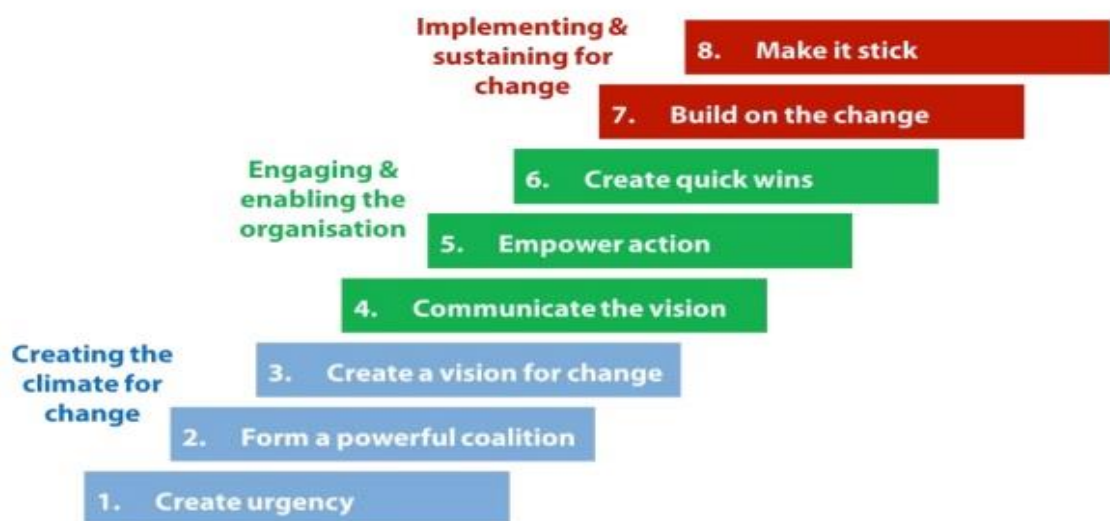 Implementing &
sustaining for
change
8. Make it stick
7. Build on the change
Engaging &
enabling the
organisation
6. Create quick wins
5. Empower action
4. Communicate the vision
Creating the
climate for
change
3. Create a vision for change
2. Form a powerful coalition
1. Create urgency